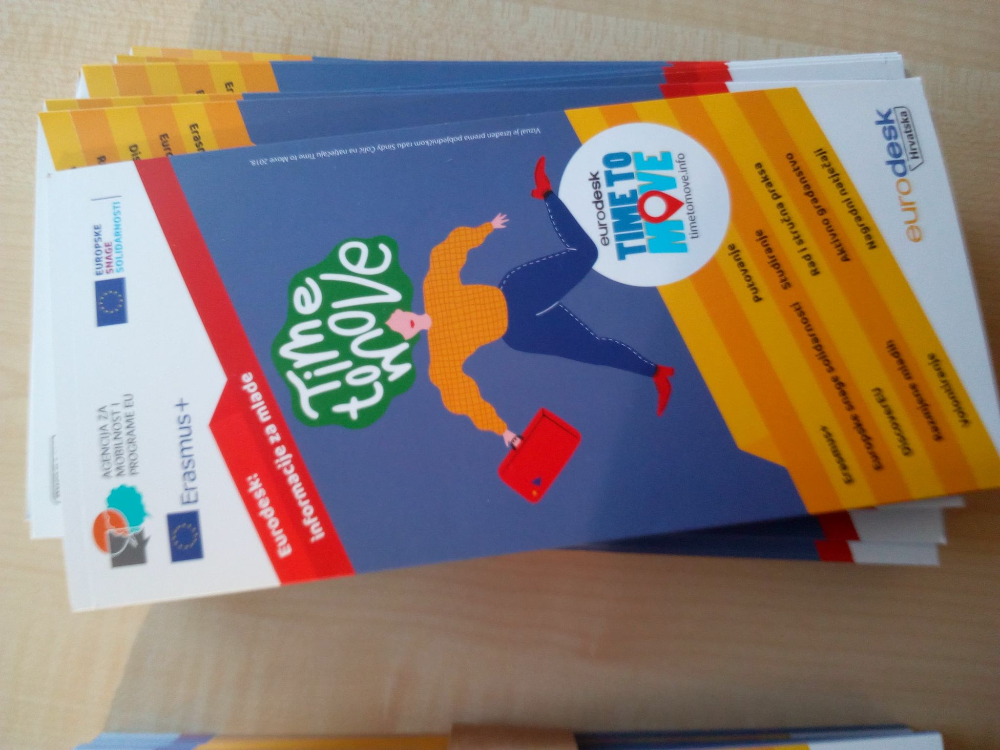 AGENCIJA ZA
MOBILNOST I
PROGRAME EU
EUROPSKE
SNAGE
SOLIDARNOSTI
Erasmus+
Eurodesk:
informacije za mlade
Time
to
move
Vizual je izrađen prema pobjedničkom radu Sindy Čolić na natječaju Time to Move 2018.
eurodesk
TIME TO
MOVE
timetomove.info
Putovanje
Erasmus+
Studiranje
Europske snage solidarnosti
Rad i stručna praksa
DiscoverEU
Aktivno građanstvo
Razmjene mladih
Nagradni natječaji
Volontiranje
eurodesk
Hrvatska